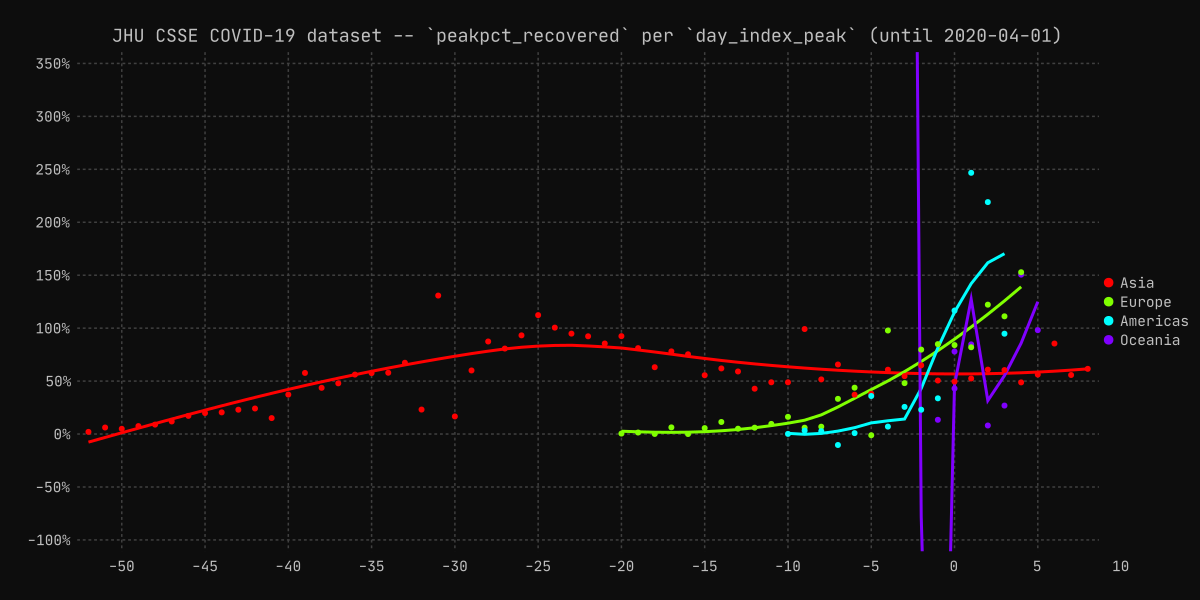 JHU CSSE COVID-19 dataset -- `peakpct_recovered` per `day_index_peak` (until 2020-04-01)
350%
300%
250%
200%
150%
100%
50%
0%
-50%
-100%
-50 -45 -40 -35 -30 -25 -20 -15 -10 -5 0 5 10
Asia
Europe
Americas
Oceania